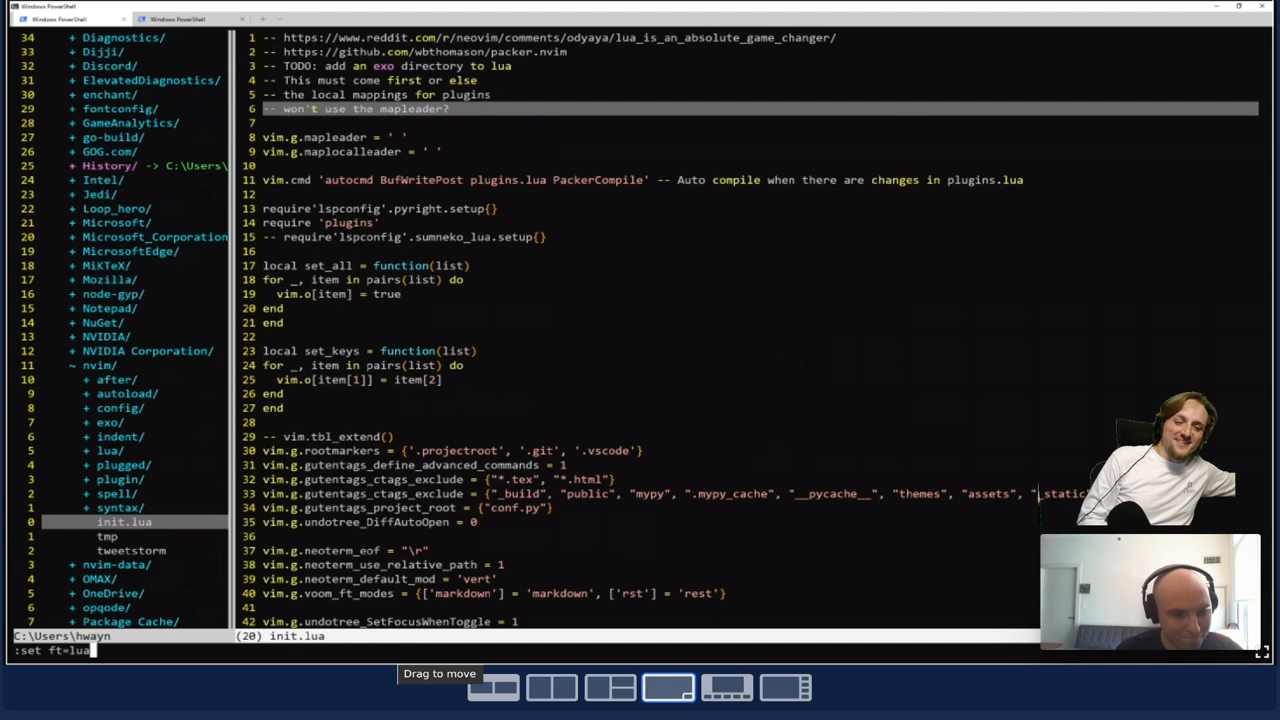 Windows PowerShell
Windows PowerShell
Windows PowerShell
34 + Diagnostics/
33 + Dijji/
32 + Discord/
31 + ElevatedDiagnostics/
30 + enchant/
29 + fontconfig/
28 + GameAnalytics/
27 + go-build/
26 + GOG.com/
25 + History/ -> C:\Users\
24 + Intel/
23 + Jedi/
22 + Loop_hero/
21 + Microsoft/
20 + Microsoft_Corporation
19 + MicrosoftEdge/
18 + MiKTeX/
17 + Mozilla/
16 + node-gyp/
15 + Notepad/
14 + NuGet/
13 + NVIDIA/
12 + NVIDIA Corporation/
11 ~ nvim/
10 + after/
9 + autoload/
8 + config/
7 + exo/
6 + indent/
5 + lua/
4 + plugged/
3 + plugin/
2 + spell/
1 + syntax/
0 init.lua
1 tmp
2 tweetstorm
3 + nvim-data/
4 + OMAX/
5 + OneDrive/
6 + opqode/
7 + Package Cache/
C:\Users\hwayn
1 -- https://www.reddit.com/r/neovim/comments/odyaya/lua_is_an_absolute_game_changer/
2 -- https://github.com/wbthomason/packer.nvim
3 -- TODO: add an exo directory to lua
4 -- This must come first or else
5 -- the local mappings for plugins
6 -- won't use the mapleader?
7
8 vim.g.mapleader = ' '
9 vim.g.maplocalleader = ' '
10
11 vim.cmd 'autocmd BufWritePost plugins.lua PackerCompile' -- Auto compile when there are changes in plugins.lua
12
13 require'lspconfig'.pyright.setup{}
14 require 'plugins'
15 -- require'lspconfig'.sumneko_lua.setup{}
16
17 local set_all = function(list)
18 for _, item in pairs(list) do
19 vim.o[item] = true
20 end
21 end
22
23 local set_keys = function(list)
24 for _, item in pairs(list) do
25 vim.o[item[1]] = item[2]
26 end
27 end
28
29 -- vim.tbl_extend()
30 vim.g.rootmarkers = {'.projectroot', '.git', '.vscode'}
31 vim.g.gutentags_define_advanced_commands = 1
32 vim.g.gutentags_ctags_exclude = {"*.tex", "*.html"}
33 vim.g.gutentags_ctags_exclude = {"_build", "public", "mypy", ".mypy_cache", "__pycache__", "themes", "assets", "_static"
34 vim.g.gutentags_project_root = {"conf.py"}
35 vim.g.undotree_DiffAutoOpen = 0
36
37 vim.g.neoterm_eof = "\r"
38 vim.g.neoterm_use_relative_path = 1
39 vim.g.neoterm_default_mod = 'vert'
40 vim.g.voom_ft_modes = {['markdown'] = 'markdown', ['rst'] = 'rest'}
41
42 vim.g.undotree_SetFocusWhenToggle = 1
(20) init.lua
:set ft=lua
Drag to move